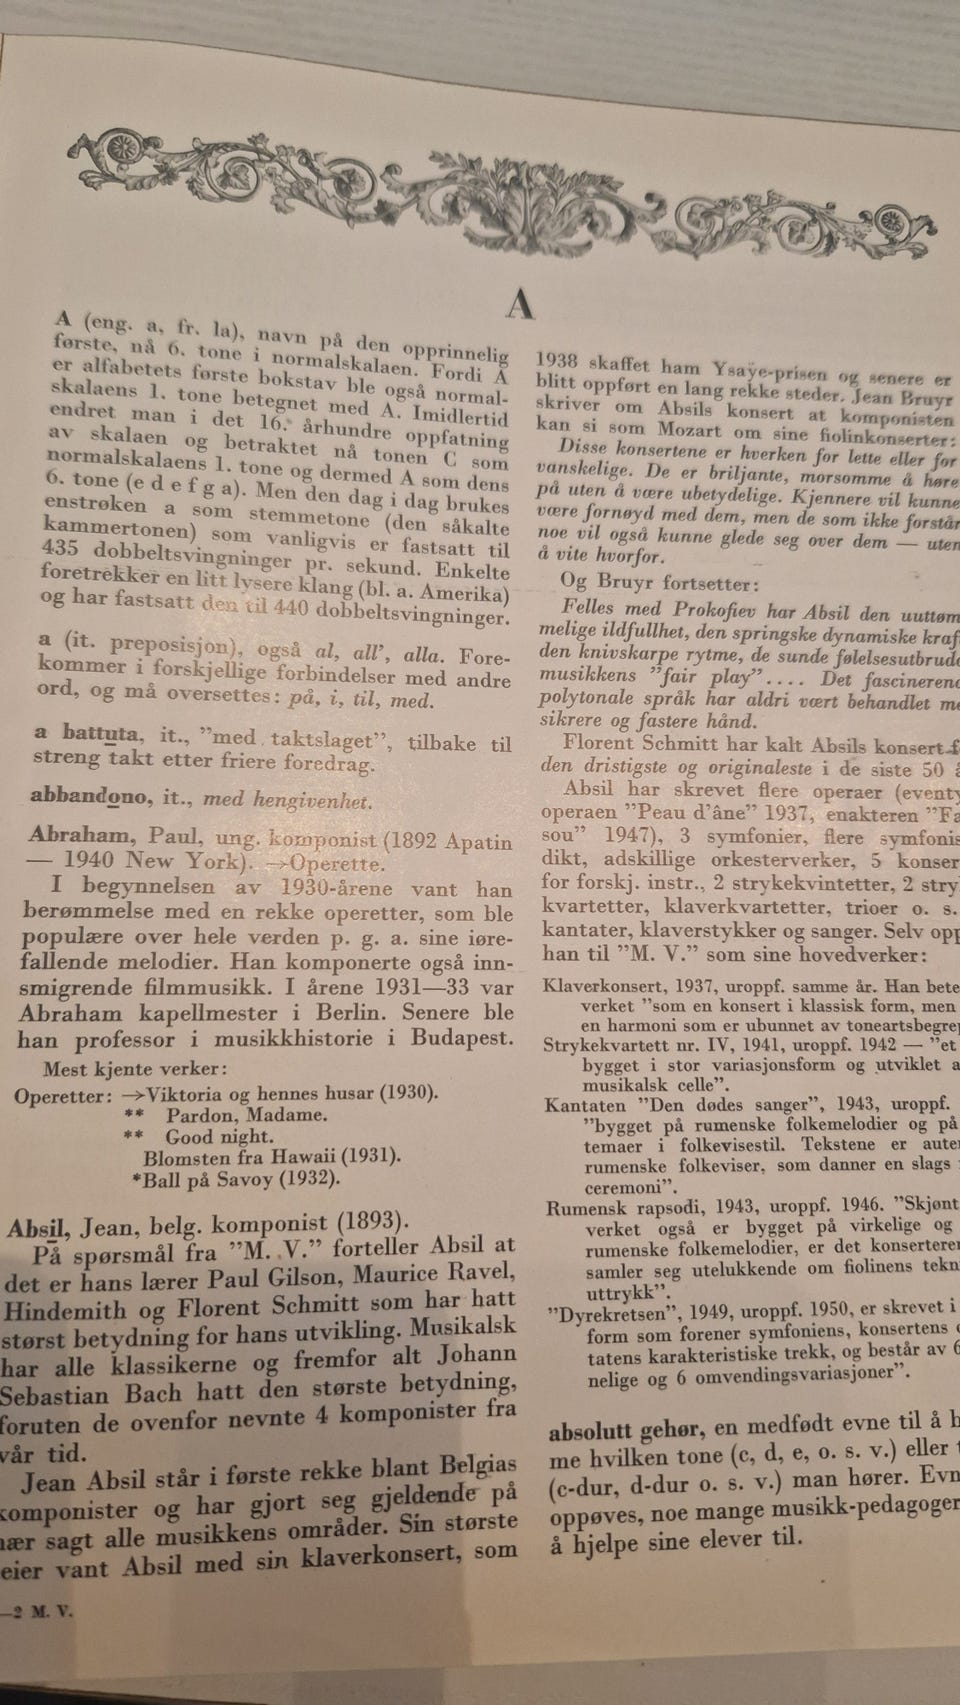 A
A (eng. a, fr. la), navn på den opprinnelig
første, nå 6. tone i normalskalaen. Fordi A
er alfabetets første bokstav ble også normal-
skalaens 1. tone betegnet med A. Imidlertid
endret man i det 16. århundre oppfatning
av skalaen og betraktet nå tonen C som
normalskalaens 1. tone og dermed A som dens
6. tone (e d e f g a). Men den dag i dag brukes
enstrøken a som stemmetone (den såkalte
kammertonen) som vanligvis er fastsatt til
435 dobbeltsvingninger pr. sekund. Enkelte
foretrekker en litt lysere klang (bl. a. Amerika)
og har fastsatt den til 440 dobbeltsvingninger.
a (it. preposisjon), også al, all', alla. Fore-
kommer i forskjellige forbindelser med andre
ord, og må oversettes: på, i, til, med.
a battuta, it., "med taktslaget", tilbake til
streng takt etter friere foredrag.
abbandono, it., med hengivenhet.
Abraham, Paul, ung. komponist (1892 Apatin
— 1940 New York). →Operette.
I begynnelsen av 1930-årene vant han
berømmelse med en rekke operetter, som ble
populære over hele verden p. g. a. sine iøre-
fallende melodier. Han komponerte også inn-
smigrende filmmusikk. I årene 1931—33 var
Abraham kapellmester i Berlin. Senere ble
han professor i musikkhistorie i Budapest.
Mest kjente verker:
Operetter: →Viktoria og hennes husar (1930).
** Pardon, Madame.
** Good night.
Blomsten fra Hawaii (1931).
*Ball på Savoy (1932).
Absil, Jean, belg. komponist (1893).
På spørsmål fra "M. V." forteller Absil at
det er hans lærer Paul Gilson, Maurice Ravel,
Hindemith og Florent Schmitt som har hatt
størst betydning for hans utvikling. Musikalsk
har alle klassikerne og fremfor alt Johann
Sebastian Bach hatt den største betydning,
foruten de ovenfor nevnte 4 komponister fra
vår tid.
Jean Absil står i første rekke blant Belgias
komponister og har gjort seg gjeldende på
nær sagt alle musikkens områder. Sin største
eier vant Absil med sin klaverkonsert, som
—2 M. V.
1938 skaffet ham Ysaÿe-prisen og senere er
blitt oppført en lang rekke steder. Jean Bruyr
skriver om Absils konsert at komponisten
kan si som Mozart om sine fiolinkonserter:
Disse konsertene er hverken for lette eller for
vanskelige. De er briljante, morsomme å høre
på uten å være ubetydelige. Kjennere vil kunne
være fornøyd med dem, men de som ikke forstår
noe vil også kunne glede seg over dem — uten
å vite hvorfor.
Og Bruyr fortsetter:
Felles med Prokofiev har Absil den uuttøm
melige ildfullhet, den springske dynamiske kraf
den knivskarpe rytme, de sunde følelsesutbrud
musikkens "fair play".... Det fascineren
polytonale språk har aldri vært behandlet m
sikrere og fastere hånd.
Florent Schmitt har kalt Absils konsert f
den dristigste og originaleste i de siste 50 å
Absil har skrevet flere operaer (eventy
operaen "Peau d'âne" 1937, enakteren "Fa
sou" 1947), 3 symfonier, flere symfonis
dikt, adskillige orkesterverker, 5 konser
for forskj. instr., 2 strykekvintetter, 2 stry
kvartetter, klaverkvartetter, trioer o. s.
kantater, klaverstykker og sanger. Selv opp
han til "M. V." som sine hovedverker:
Klaverkonsert, 1937, uroppf. samme år. Han bete
verket "som en konsert i klassisk form, men
en harmoni som er ubunnet av toneartsbegre
Strykekvartett nr. IV, 1941, uroppf. 1942 — "et
bygget i stor variasjonsform og utviklet a
musikalsk celle".
Kantaten "Den dødes sanger", 1943, uroppf.
"bygget på rumenske folkemelodier og på
temaer i folkevisestil. Tekstene er aute
rumenske folkeviser, som danner en slags
ceremoni".
Rumensk rapsodi, 1943, uroppf. 1946. "Skjønt
verket også er bygget på virkelige og
rumenske folkemelodier, er det konsertere
samler seg utelukkende om fiolinens tekn
uttrykk".
"Dyrekretsen", 1949, uroppf. 1950, er skrevet i
form som forener symfoniens, konsertens
tatens karakteristiske trekk, og består av 6
nelige og 6 omvendingsvariasjoner".
absolutt gehør, en medfødt evne til å b
me hvilken tone (c, d, e, o. s. v.) eller
(c-dur, d-dur o. s. v.) man hører. Evn
oppøves, noe mange musikk-pedagoger
å hjelpe sine elever til.